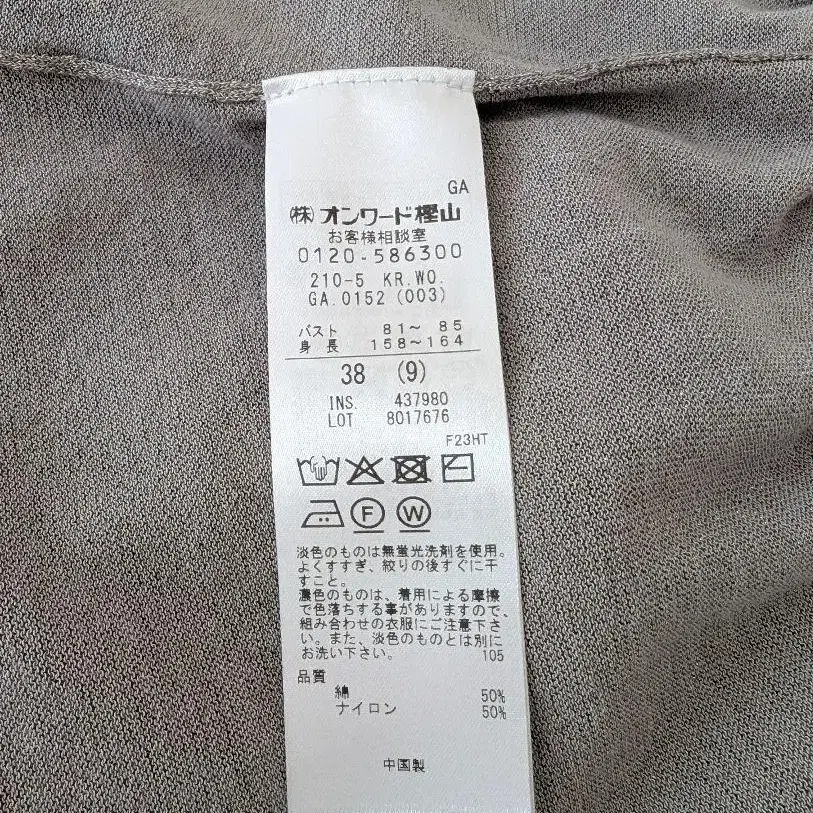 GA
(株)オンワード樫山
お客様相談室
0120-586300
210-5 KR.WO.
GA.0152 (003)
バスト 81～ 85
身長 158～164
38 (9)
INS. 437980
LOT 8017676
F23HT
F W
淡色のものは無蛍光洗剤を使用。
よくすすぎ、絞りの後すぐに干
すこと。
濃色のものは、着用による摩擦
で色落ちする事がありますので、
組み合わせの衣服にご注意下さ
い。また、淡色のものとは別に
お洗い下さい。 105
品質
綿 50%
ナイロン 50%
中国製